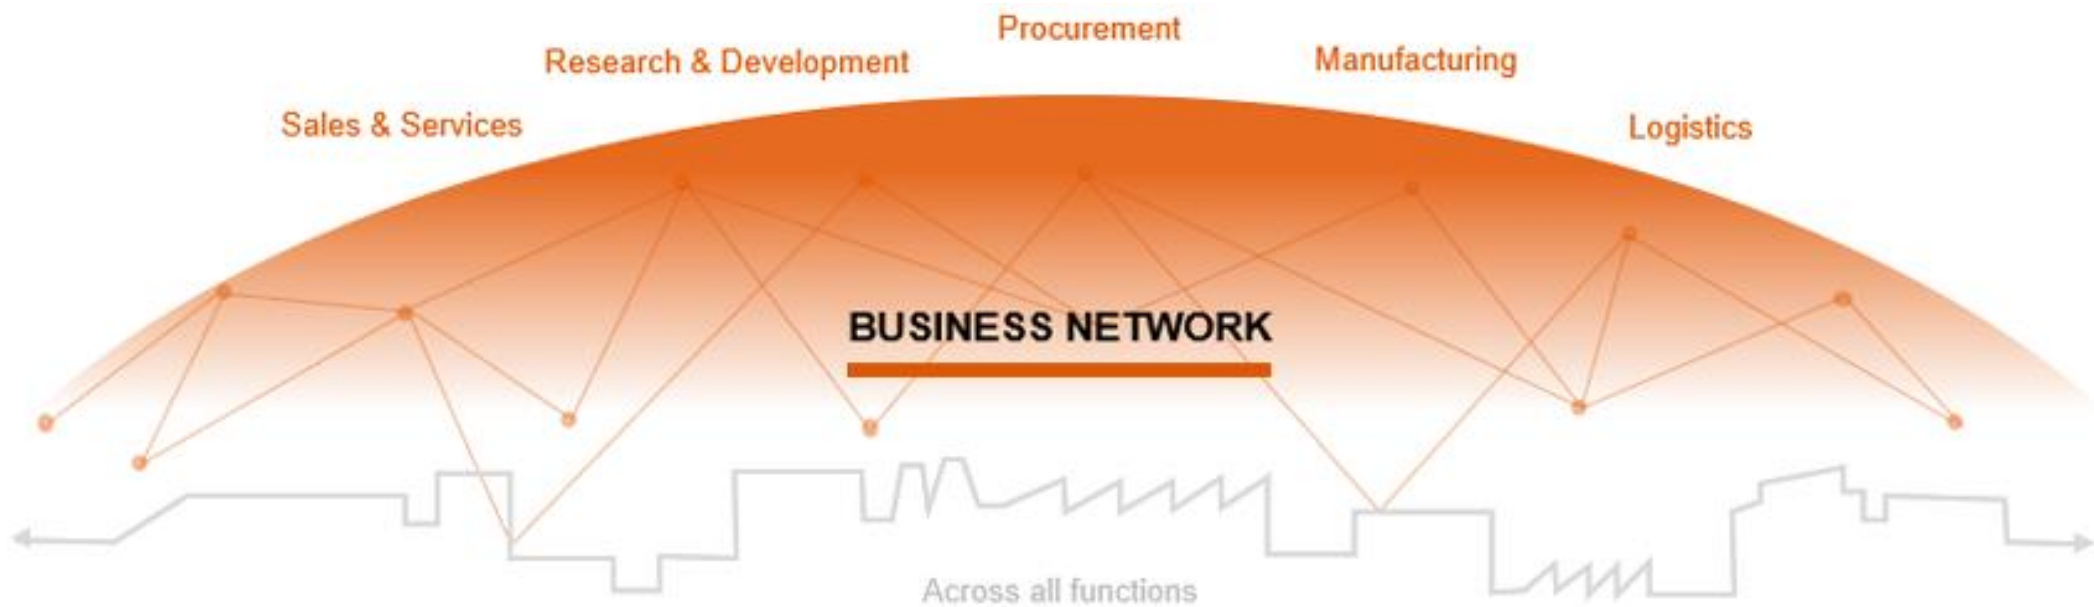 Procurement
Research & Development
Manufacturing
Sales & Services
Logistics
BUSINESS NETWORK
Across all functions